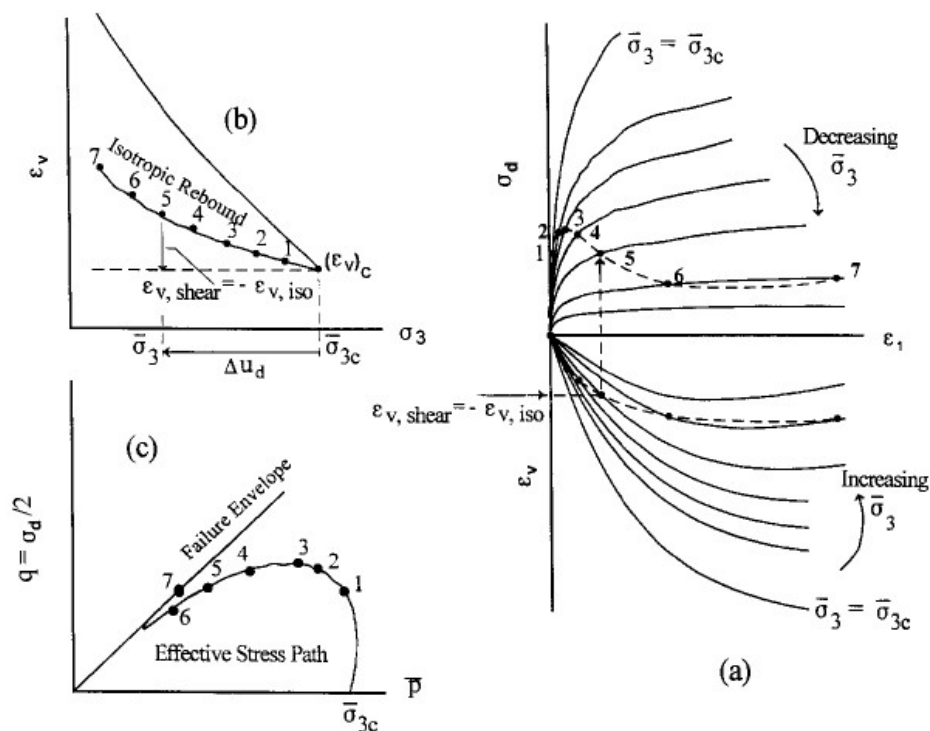 (b)
ε_v
Isotropic Rebound
7
6
5
4
3
2
1
(ε_v)_C
ε_v, shear = - ε_v, iso
σ̄_3
σ̄_3c
σ_3
Δu_d
(c)
q = σ_d/2
Failure Envelope
7
6
5
4
3
2
1
Effective Stress Path
p̄
σ̄_3c
σ̄_3 = σ̄_3c
σ_d
Decreasing
σ̄_3
2
3
1
4
5
6
7
ε_1
ε_v, shear = - ε_v, iso
ε_v
Increasing
σ̄_3
σ̄_3 = σ̄_3c
(a)